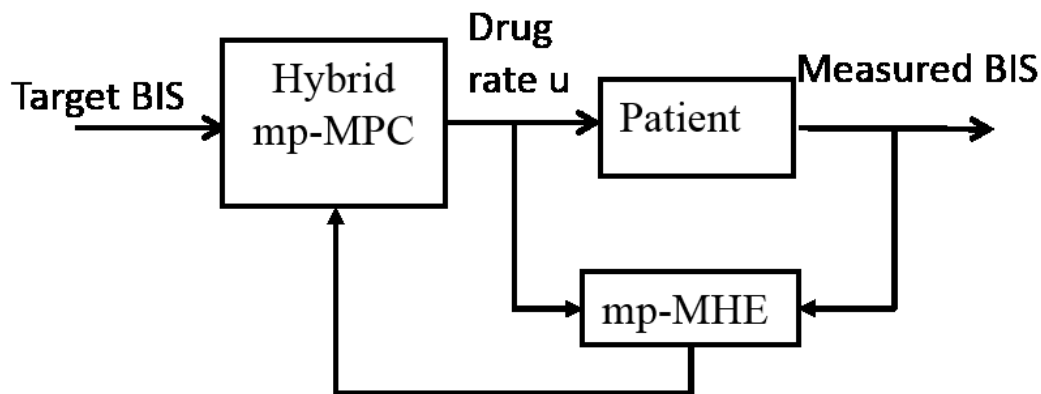 Target BIS
Hybrid
mp-MPC
Drug
rate u
Patient
Measured BIS
mp-MHE